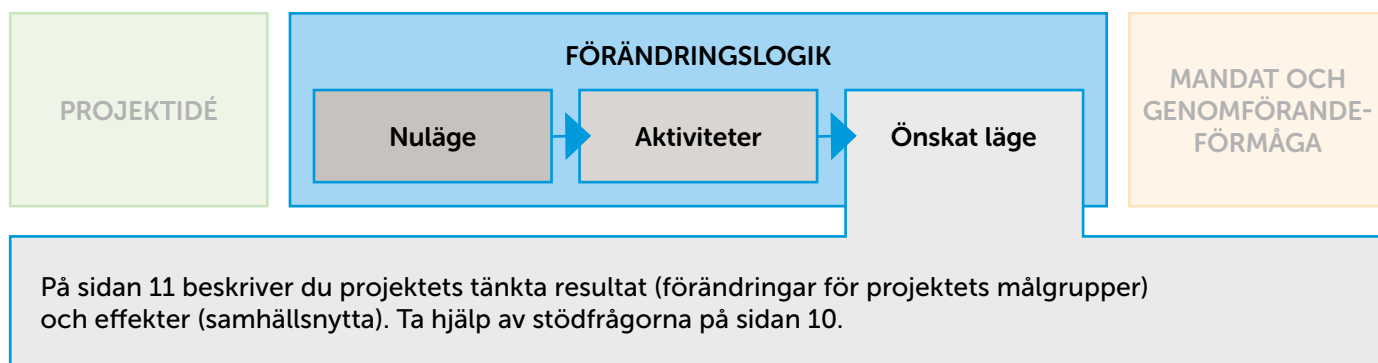 PROJEKTIDÉ
FÖRÄNDRINGSLOGIK
Nuläge
Aktiviteter
Önskat läge
MANDAT OCH
GENOMFÖRANDE-
FÖRMÅGA
På sidan 11 beskriver du projektets tänkta resultat (förändringar för projektets målgrupper)
och effekter (samhällsnytta). Ta hjälp av stödfrågorna på sidan 10.